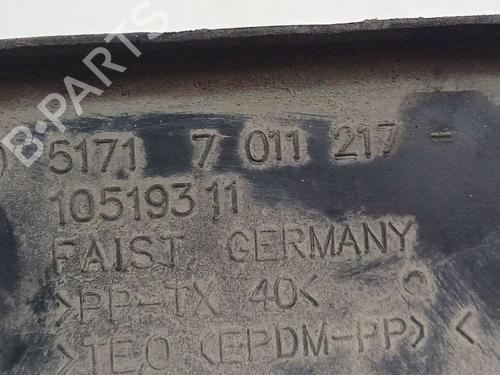 B-PARTS
5171 7 011 217 -
10519311
FAIST, GERMANY
>PP-TX 40<
>TEO <EPDM-PP> <